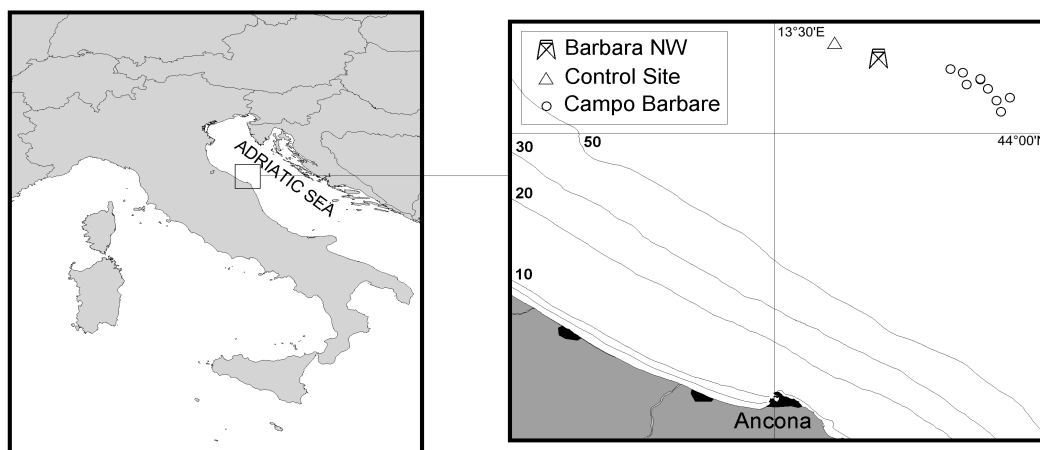 ADRIATIC SEA
13°30'E
Barbara NW
Control Site
Campo Barbare
44°00'N
50
30
20
10
Ancona